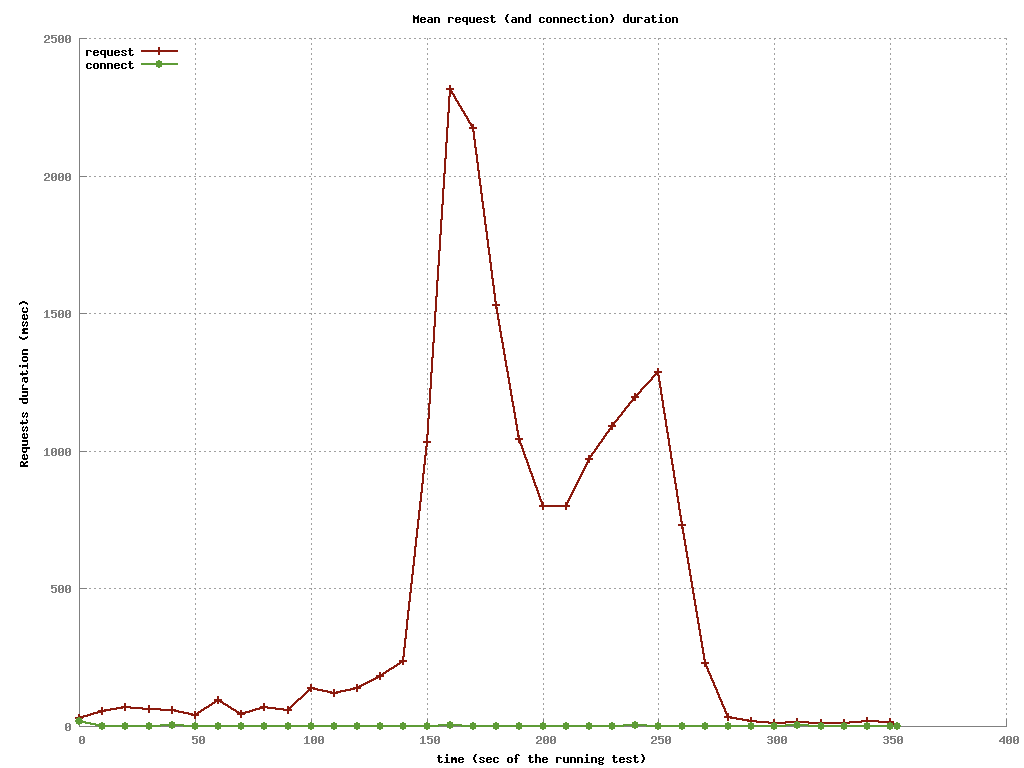 Mean request (and connection) duration
2500
request
connect
2000
1500
Requests duration (msec)
1000
500
0
0 50 100 150 200 250 300 350 400
time (sec of the running test)